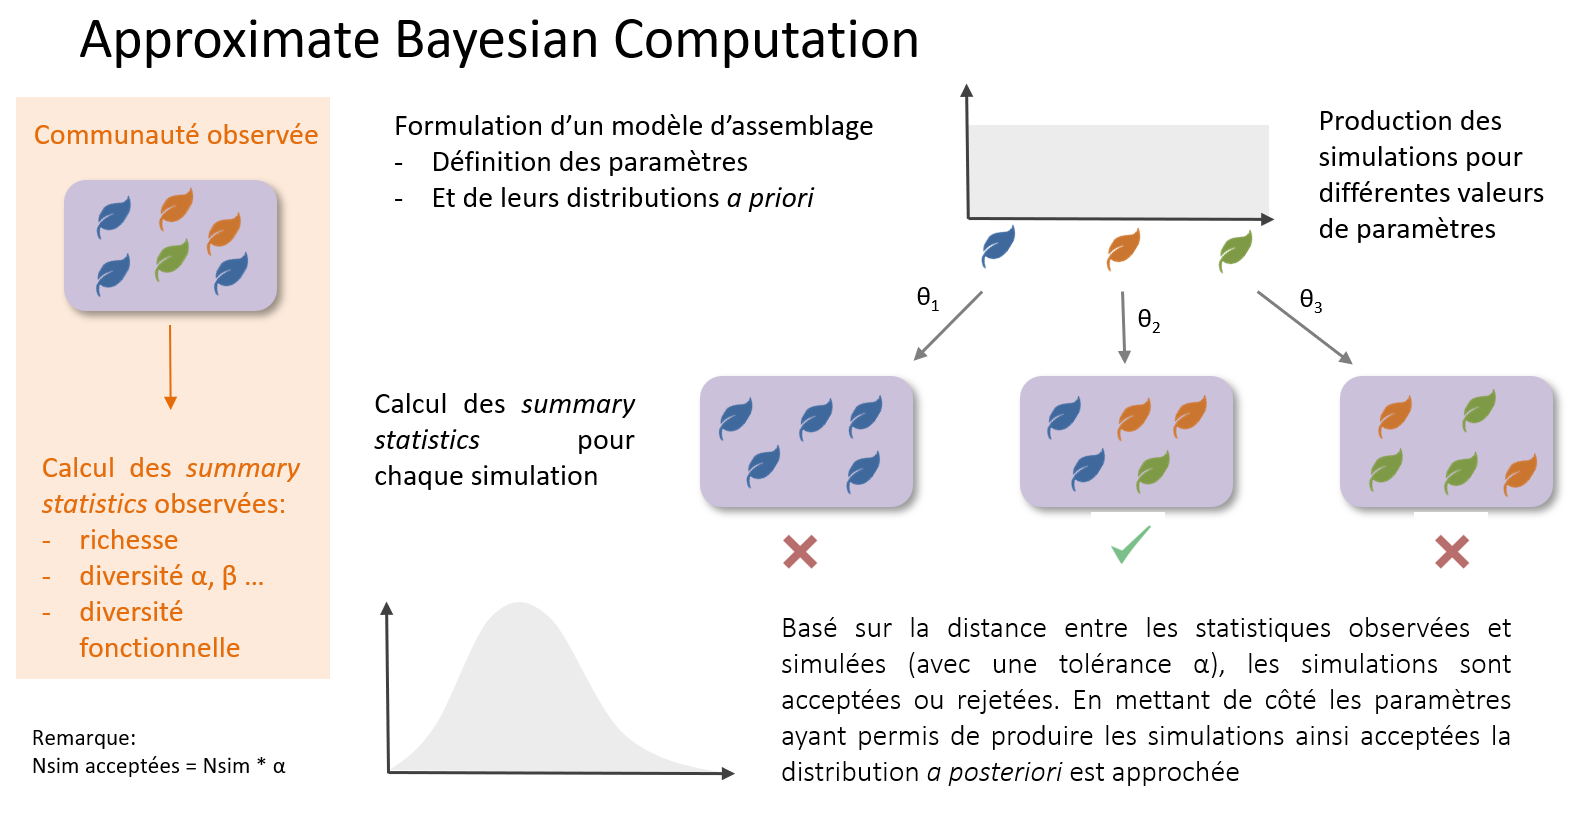 Approximate Bayesian Computation
Communauté observée
Calcul des summary
statistics observées:
- richesse
- diversité α, β ...
- diversité
fonctionnelle
Remarque:
Nsim acceptées = Nsim * α
Formulation d’un modèle d’assemblage
- Définition des paramètres
- Et de leurs distributions a priori
Production des
simulations pour
différentes valeurs
de paramètres
θ1
θ2
θ3
Calcul des summary
statistics pour
chaque simulation
Basé sur la distance entre les statistiques observées et
simulées (avec une tolérance α), les simulations sont
acceptées ou rejetées. En mettant de côté les paramètres
ayant permis de produire les simulations ainsi acceptées la
distribution a posteriori est approchée